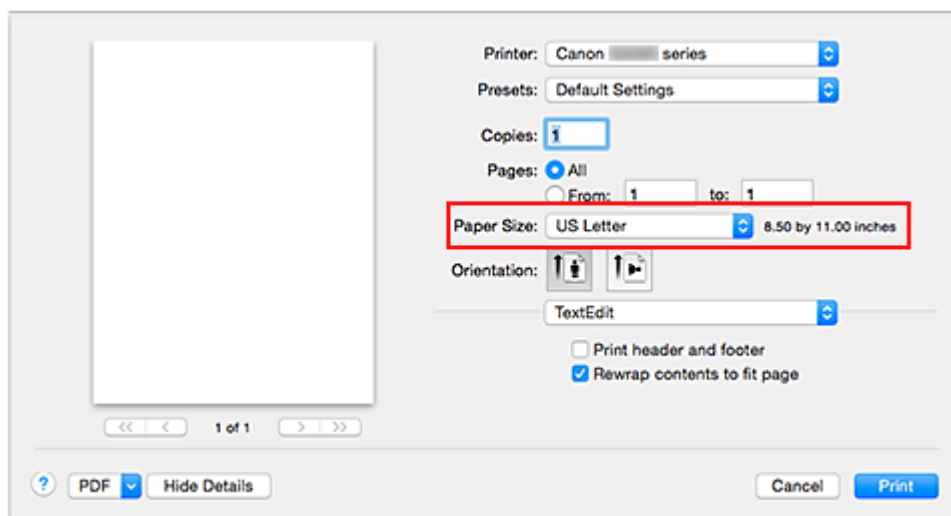 Printer: Canon series
Presets: Default Settings
Copies: 1
Pages: All
From: 1 to: 1
Paper Size: US Letter 8.50 by 11.00 inches
Orientation:
TextEdit
Print header and footer
Rewrap contents to fit page
<< < 1 of 1 > >>
? PDF Hide Details Cancel Print